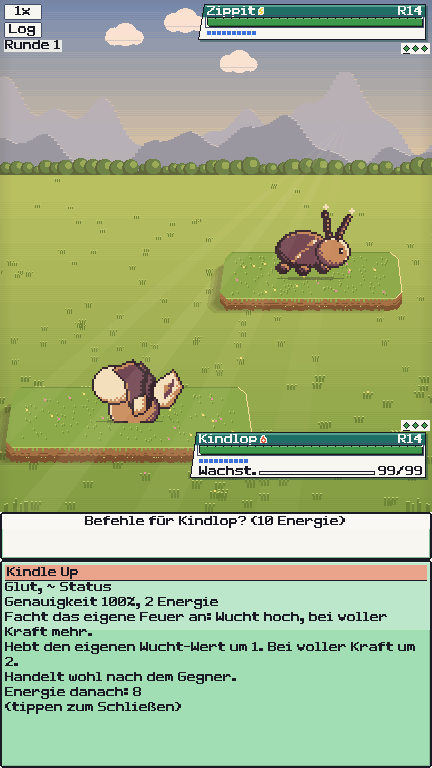 1x
Log
Runde 1
Zippit R14
Kindlop R14
Wachst. 99/99
Befehle für Kindlop? (10 Energie)
Kindle Up
Glut, ~ Status
Genauigkeit 100%, 2 Energie
Facht das eigene Feuer an: Wucht hoch, bei voller
Kraft mehr.
Hebt den eigenen Wucht-Wert um 1. Bei voller Kraft um
2.
Handelt wohl nach dem Gegner.
Energie danach: 8
(tippen zum Schließen)